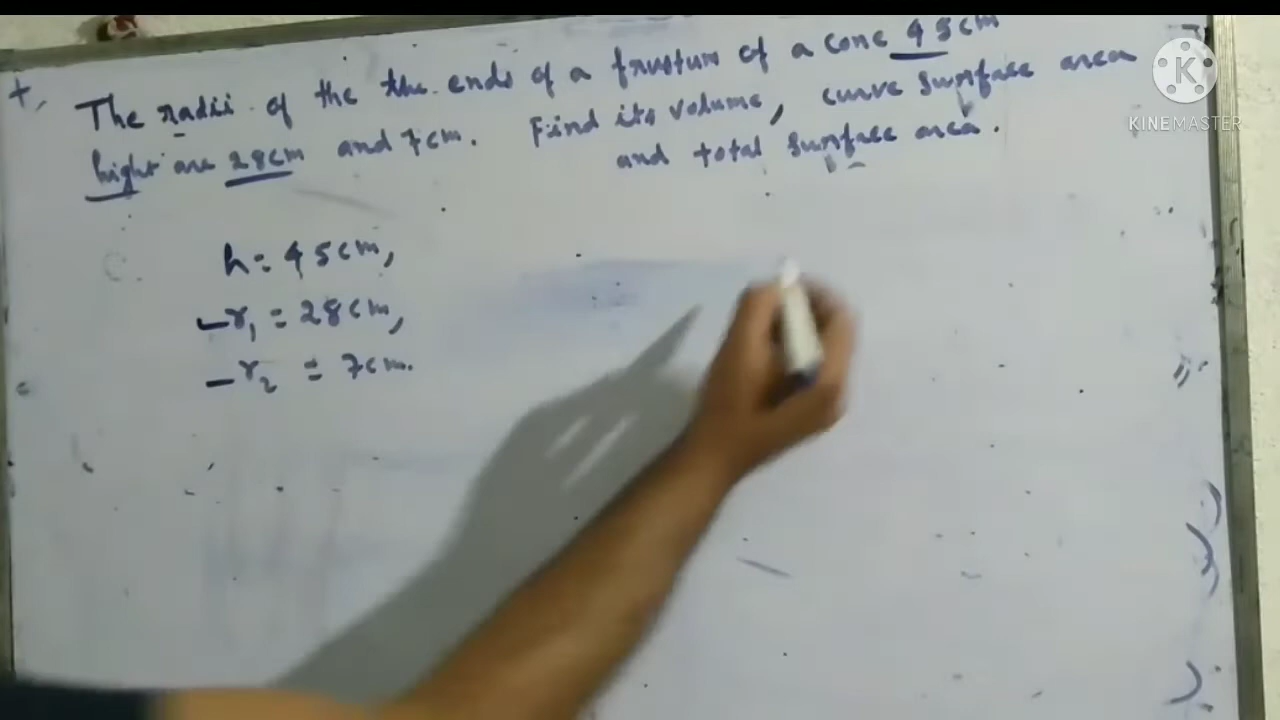 The radii of the the ends of a frustum of a cone 45cm
hight are 28cm and 7cm. Find its volume, curve surface area
and total surface area.
h = 45cm,
r₁ = 28cm,
r₂ = 7cm.
K
KINEMASTER